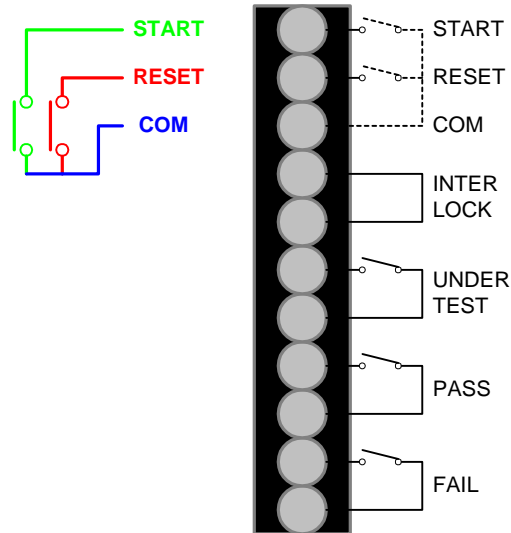 START
RESET
COM
START
RESET
COM
INTER
LOCK
UNDER
TEST
PASS
FAIL